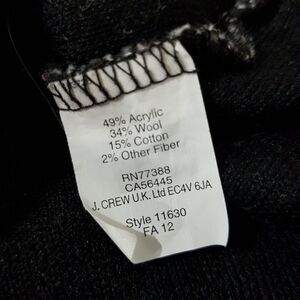 49% Acrylic
34% Wool
15% Cotton
2% Other Fiber
RN77388
CA56445
J. CREW U.K. Ltd EC4V 6JA
Style 11630
FA 12